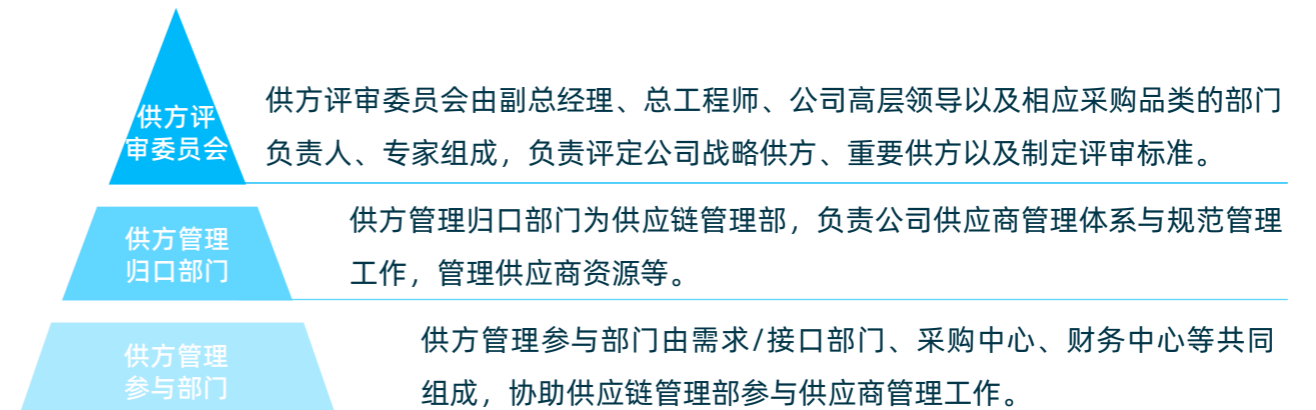 供方评
审委员会
供方评审委员会由副总经理、总工程师、公司高层领导以及相应采购品类的部门
负责人、专家组成，负责评定公司战略供方、重要供方以及制定评审标准。
供方管理
归口部门
供方管理归口部门为供应链管理部，负责公司供应商管理体系与规范管理
工作，管理供应商资源等。
供方管理
参与部门
供方管理参与部门由需求/接口部门、采购中心、财务中心等共同
组成，协助供应链管理部参与供应商管理工作。